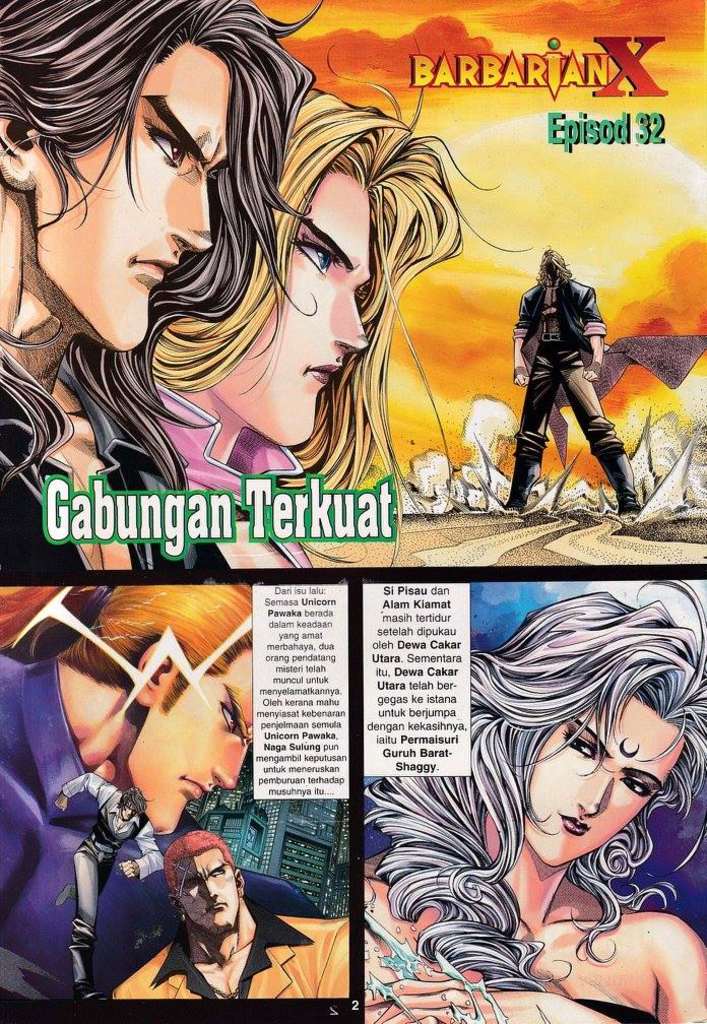 BARBARIAN X
Episod 32
Gabungan Terkuat
Dari isu lalu:
Semasa Unicorn
Pawaka berada
dalam keadaan
yang amat
merbahaya, dua
orang pendatang
misteri telah
muncul untuk
menyelamatkannya.
Oleh kerana mahu
menyiasat kebenaran
penjelmaan semula
Unicorn Pawaka,
Naga Sulung pun
mengambil keputusan
untuk meneruskan
pemburuan terhadap
musuhnya itu....
Si Pisau dan
Alam Kiamat
masih tertidur
setelah dipukau
oleh Dewa Cakar
Utara. Sementara
itu, Dewa Cakar
Utara telah ber-
gegas ke istana
untuk berjumpa
dengan kekasihnya,
iaitu Permaisuri
Guruh Barat-
Shaggy.
2